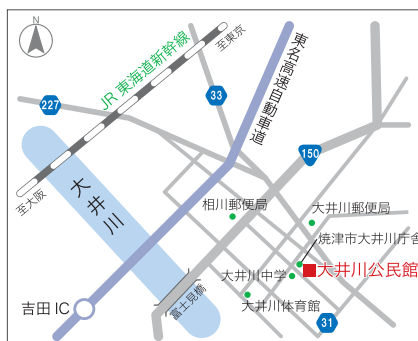 N
至東京
JR 東海道新幹線
227
33
東名高速自動車道
150
至大阪
大井川
相川郵便局
大井川郵便局
焼津市大井川庁舎
大井川公民館
大井川中学
大井川体育館
富士見橋
吉田 IC
31